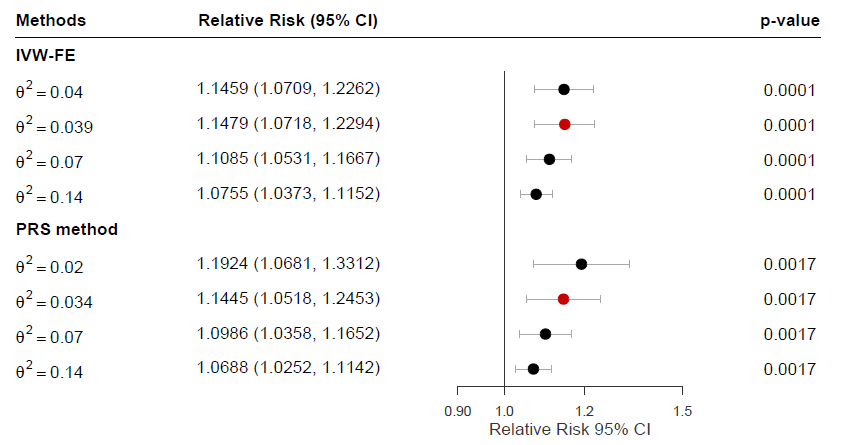 Methods Relative Risk (95% CI) p-value
IVW-FE
θ² = 0.04 1.1459 (1.0709, 1.2262) 0.0001
θ² = 0.039 1.1479 (1.0718, 1.2294) 0.0001
θ² = 0.07 1.1085 (1.0531, 1.1667) 0.0001
θ² = 0.14 1.0755 (1.0373, 1.1152) 0.0001
PRS method
θ² = 0.02 1.1924 (1.0681, 1.3312) 0.0017
θ² = 0.034 1.1445 (1.0518, 1.2453) 0.0017
θ² = 0.07 1.0986 (1.0358, 1.1652) 0.0017
θ² = 0.14 1.0688 (1.0252, 1.1142) 0.0017
0.90 1.0 1.2 1.5
Relative Risk 95% CI